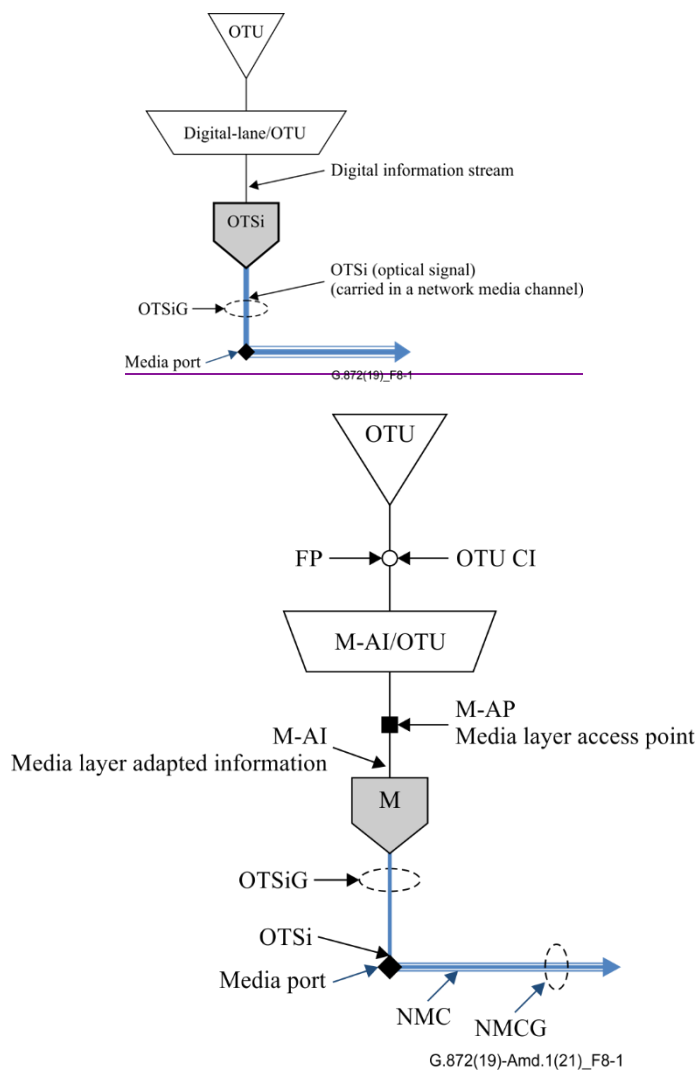 OTU
Digital-lane/OTU
Digital information stream
OTSi
OTSi (optical signal)
(carried in a network media channel)
OTSiG
Media port
G.872(19)_F8-1
OTU
FP
OTU CI
M-AI/OTU
M-AP
Media layer access point
M-AI
Media layer adapted information
M
OTSiG
OTSi
Media port
NMC
NMCG
G.872(19)-Amd.1(21)_F8-1